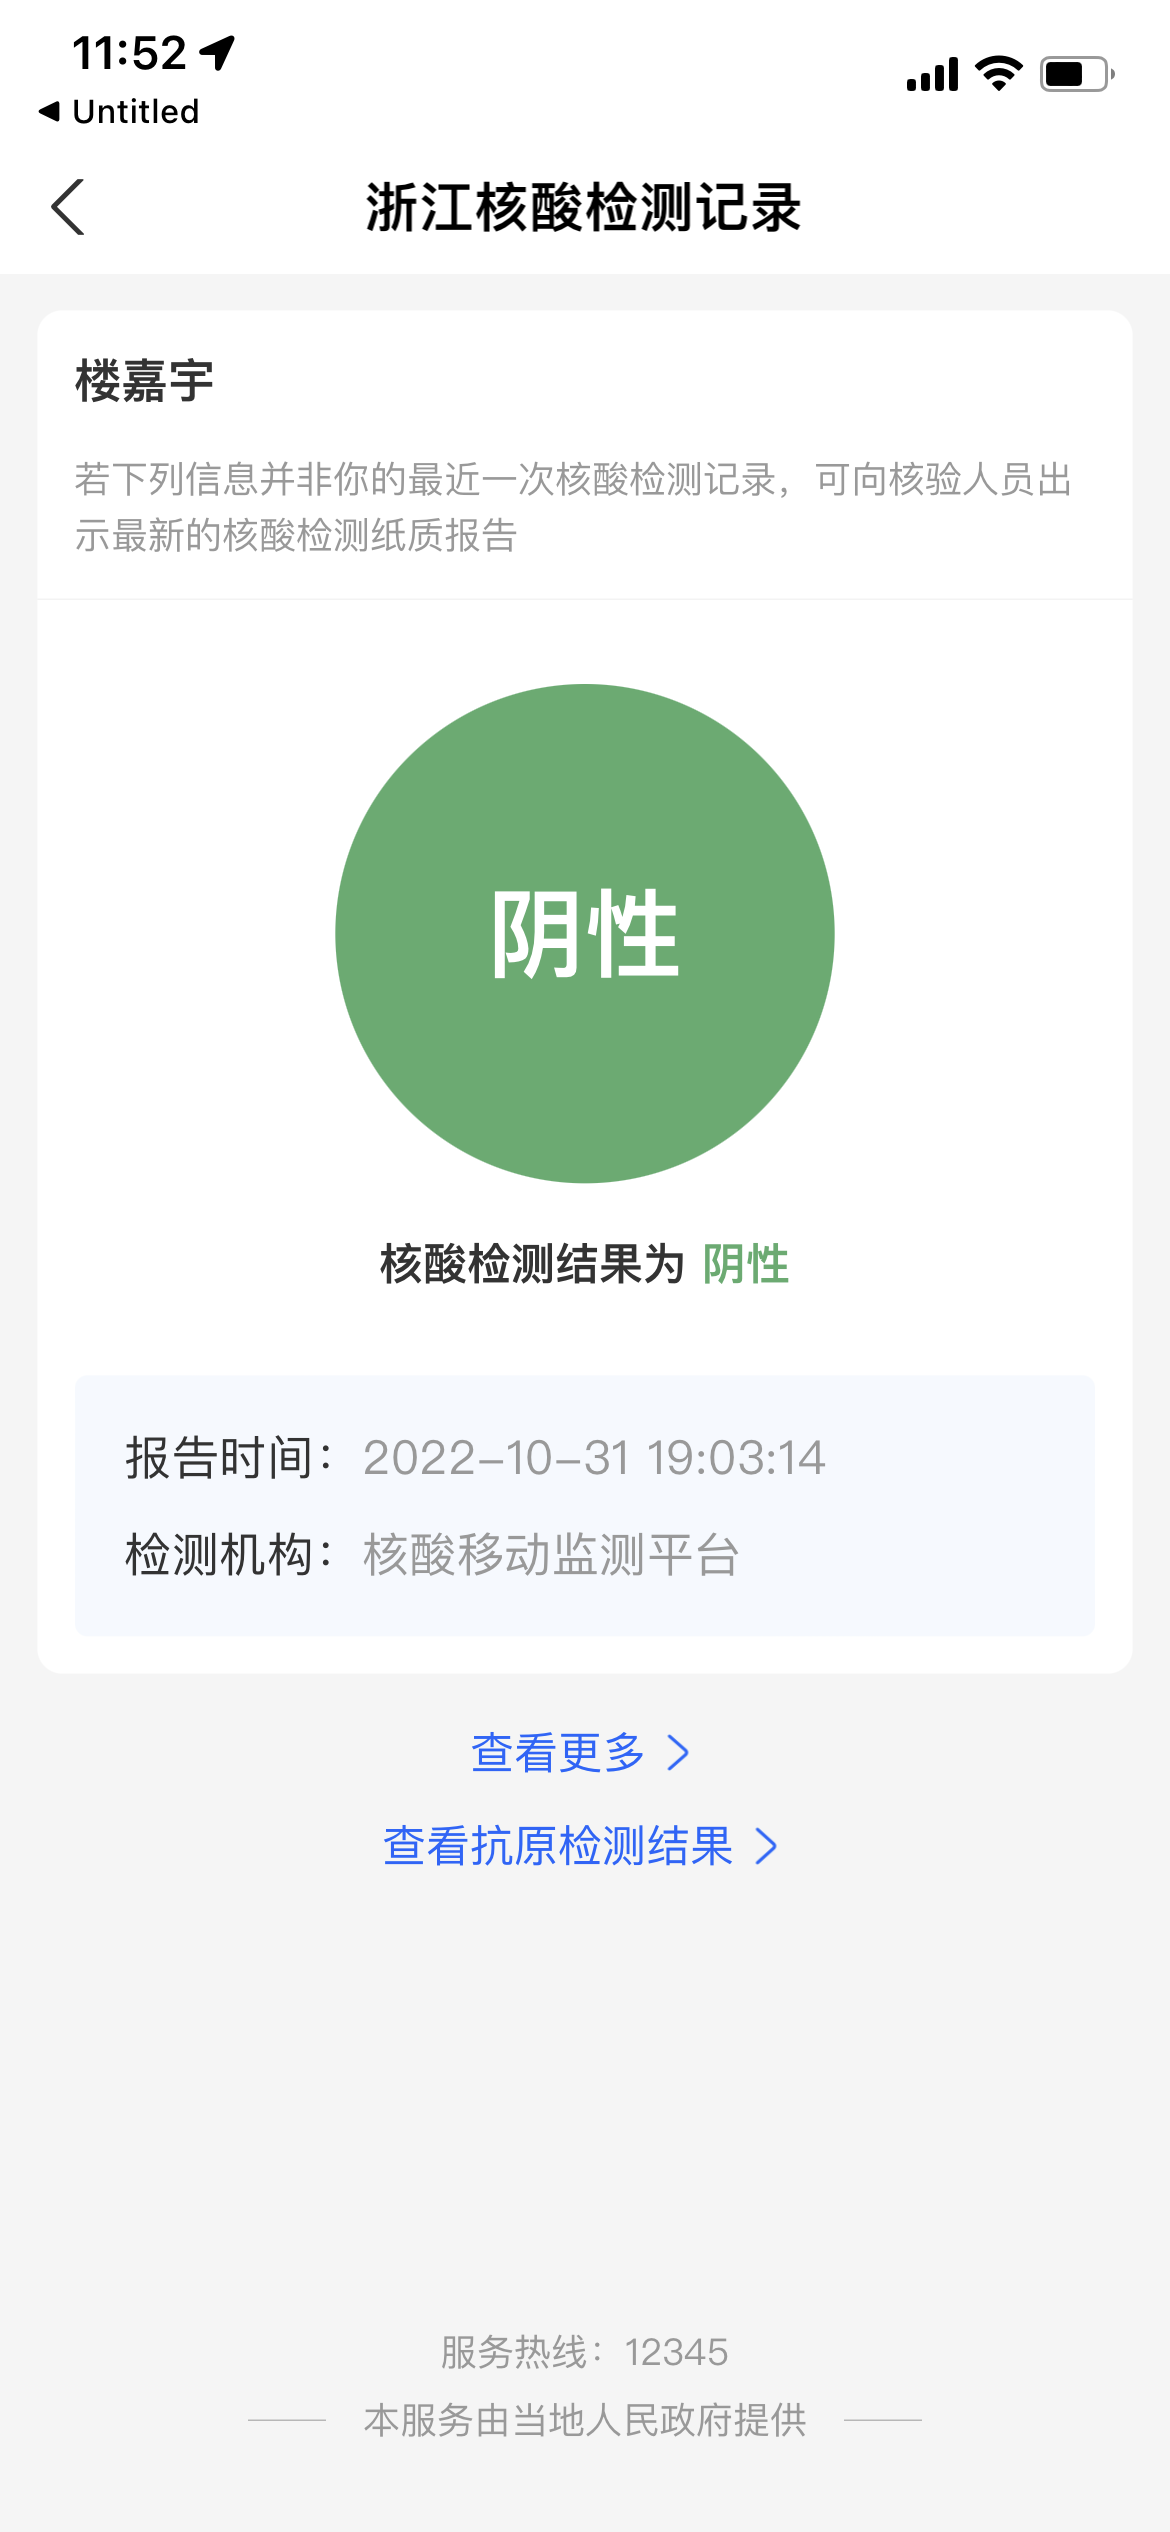 11:52
Untitled
浙江核酸检测记录
楼嘉宇
若下列信息并非你的最近一次核酸检测记录，可向核验人员出
示最新的核酸检测纸质报告
阴性
核酸检测结果为 阴性
报告时间：2022-10-31 19:03:14
检测机构：核酸移动监测平台
查看更多
查看抗原检测结果
服务热线：12345
本服务由当地人民政府提供